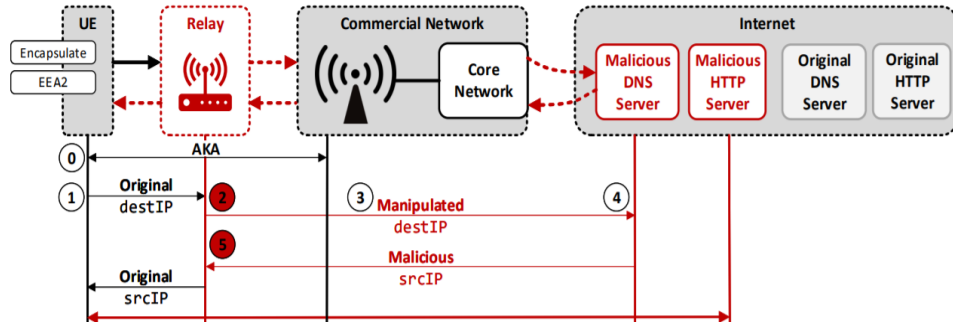 UE
Relay
Commercial Network
Internet
Encapsulate
EEA2
Core
Network
Malicious
DNS
Server
Malicious
HTTP
Server
Original
DNS
Server
Original
HTTP
Server
0
AKA
1
Original
destIP
2
3
Manipulated
destIP
4
5
Malicious
srcIP
Original
srcIP